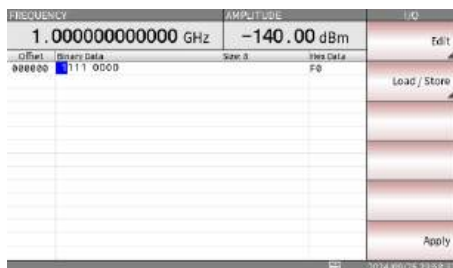 FREQUENCY AMPLITUDE I/Q
1.000000000000 GHz -140.00 dBm
Edit
Offset Binary Data Size: 8 Hex Data
000000 1111 0000 F0
Load / Store
Apply